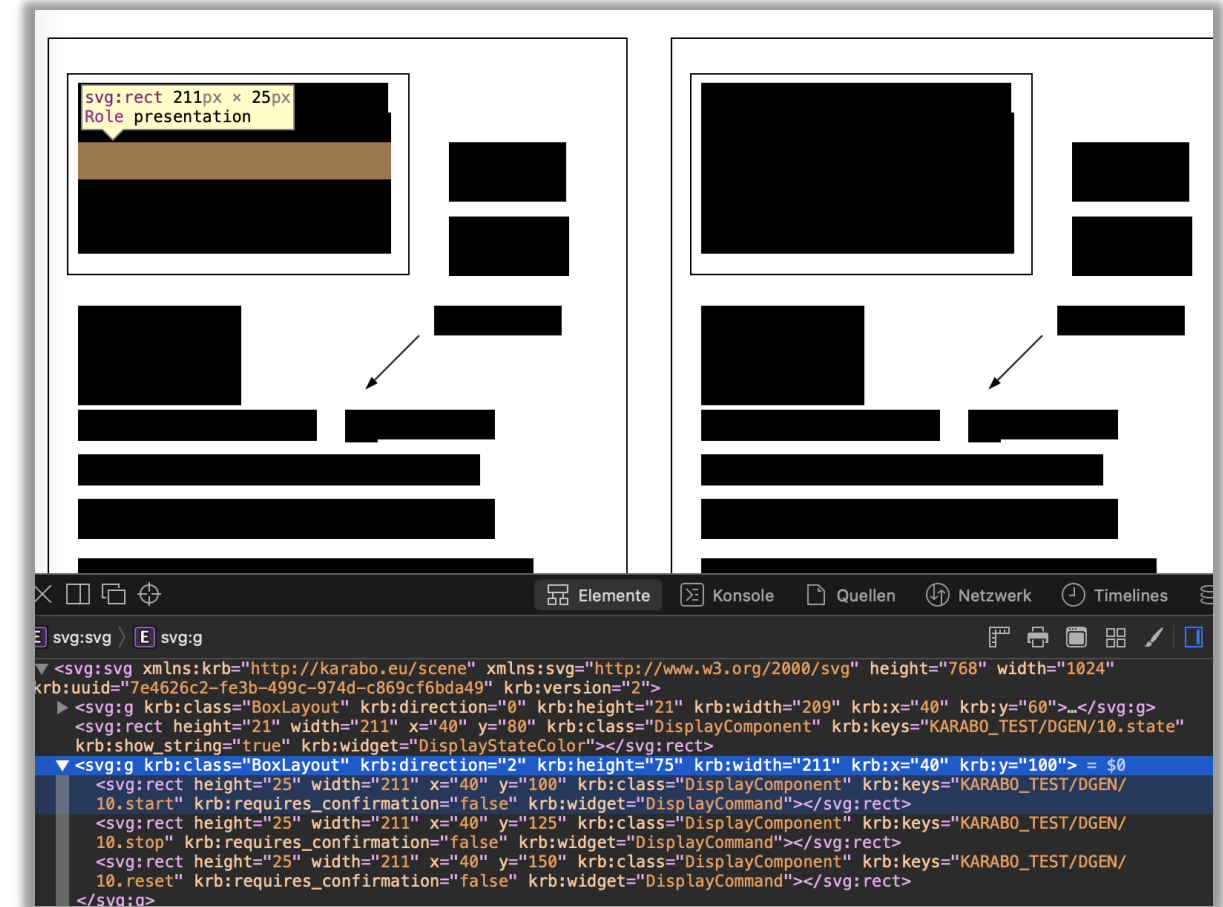 svg:rect 211px × 25px
Role presentation
Elemente Konsole Quellen Netzwerk Timelines
E svg:svg 〉 E svg:g
▼<svg:svg xmlns:krb="http://karabo.eu/scene" xmlns:svg="http://www.w3.org/2000/svg" height="768" width="1024"
krb:uuid="7e4626c2-fe3b-499c-974d-c869cf6bda49" krb:version="2">
▶<svg:g krb:class="BoxLayout" krb:direction="0" krb:height="21" krb:width="209" krb:x="40" krb:y="60">…</svg:g>
<svg:rect height="21" width="211" x="40" y="80" krb:class="DisplayComponent" krb:keys="KARABO_TEST/DGEN/10.state"
krb:show_string="true" krb:widget="DisplayStateColor"></svg:rect>
▼<svg:g krb:class="BoxLayout" krb:direction="2" krb:height="75" krb:width="211" krb:x="40" krb:y="100"> = $0
<svg:rect height="25" width="211" x="40" y="100" krb:class="DisplayComponent" krb:keys="KARABO_TEST/DGEN/
10.start" krb:requires_confirmation="false" krb:widget="DisplayCommand"></svg:rect>
<svg:rect height="25" width="211" x="40" y="125" krb:class="DisplayComponent" krb:keys="KARABO_TEST/DGEN/
10.stop" krb:requires_confirmation="false" krb:widget="DisplayCommand"></svg:rect>
<svg:rect height="25" width="211" x="40" y="150" krb:class="DisplayComponent" krb:keys="KARABO_TEST/DGEN/
10.reset" krb:requires_confirmation="false" krb:widget="DisplayCommand"></svg:rect>
</svg:g>